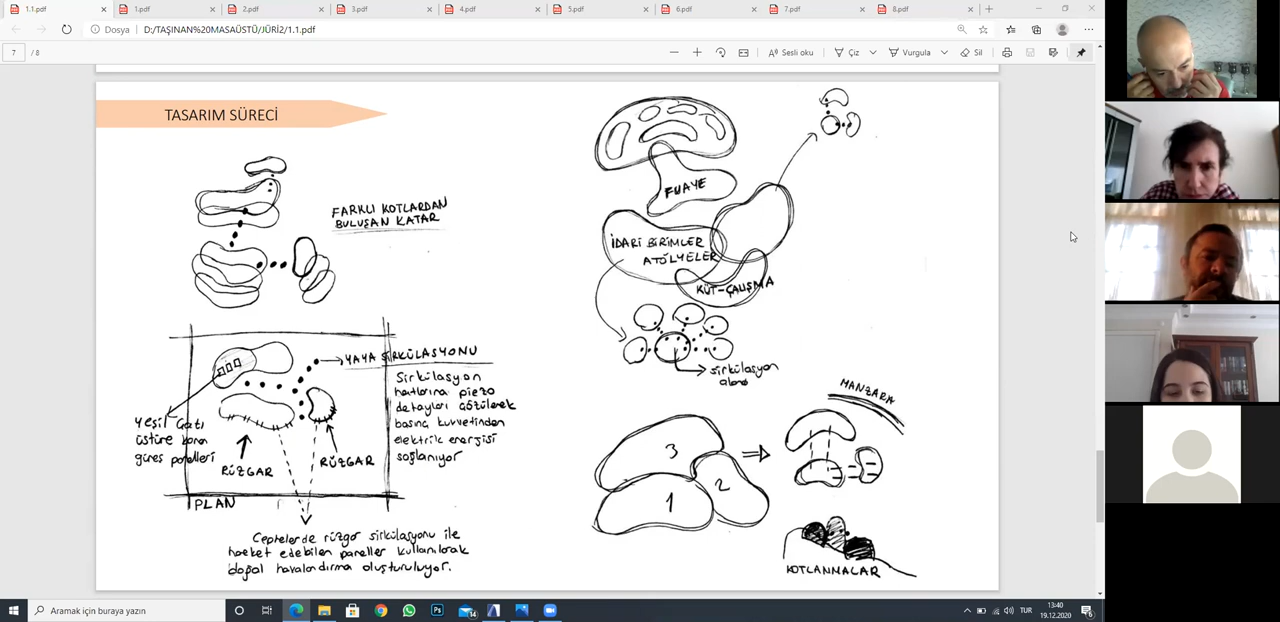 1.1.pdf
1.pdf
2.pdf
3.pdf
4.pdf
5.pdf
6.pdf
7.pdf
8.pdf
Dosya
D:/TAŞINAN%20MASAÜSTÜ/JÜRİ2/1.1.pdf
7 / 8
Sesli oku
Çiz
Vurgula
Sil
TASARIM SÜRECİ
FARKLI KOTLARDAN
BULUŞAN KATAR
FUAYE
İDARİ BİRİMLER
ATÖLYELER
KÜT-ÇALIŞMA
sirkülasyon
alanı
YAYA SİRKÜLASYONU
Sirkülasyon
hatlarına piezo
detayları çözülerek
basınç kuvvetinden
elektrik enerjisi
sağlanıyor
yeşil çatı
üstüne konan
güneş panelleri
RÜZGAR
RÜZGAR
PLAN
Cephelerde rüzgar sirkülasyonu ile
hareket edebilen paneller kullanılarak
doğal havalandırma oluşturuluyor.
3
2
1
MANZARA
KOTLANMALAR
Aramak için buraya yazın
14
TUR
13:40
19.12.2020
6